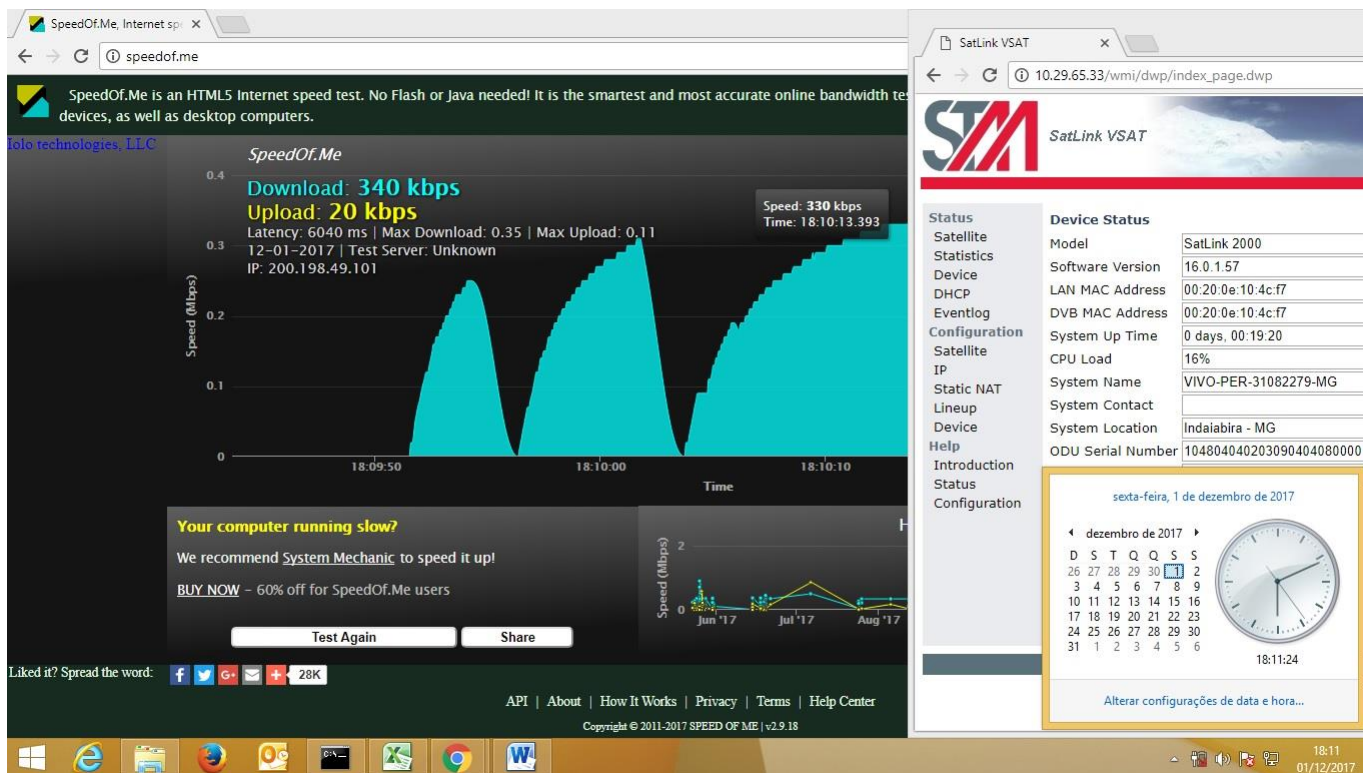 SpeedOf.Me, Internet sp
speedof.me
SpeedOf.Me is an HTML5 Internet speed test. No Flash or Java needed! It is the smartest and most accurate online bandwidth tes
devices, as well as desktop computers.
Iolo technologies, LLC
SpeedOf.Me
Download: 340 kbps
Upload: 20 kbps
Latency: 6040 ms | Max Download: 0.35 | Max Upload: 0.11
12-01-2017 | Test Server: Unknown
IP: 200.198.49.101
Speed: 330 kbps
Time: 18:10:13.393
Speed (Mbps)
0.4
0.3
0.2
0.1
0
18:09:50 18:10:00 18:10:10
Time
Your computer running slow?
We recommend System Mechanic to speed it up!
BUY NOW – 60% off for SpeedOf.Me users
Test Again Share
H
Speed (Mbps)
2
0
Jun '17 Jul '17 Aug '17
Liked it? Spread the word:
f G+ 28K
API | About | How It Works | Privacy | Terms | Help Center
Copyright © 2011-2017 SPEED OF ME | v2.9.18
SatLink VSAT
10.29.65.33/wmi/dwp/index_page.dwp
STM SatLink VSAT
Status
Satellite
Statistics
Device
DHCP
Eventlog
Configuration
Satellite
IP
Static NAT
Lineup
Device
Help
Introduction
Status
Configuration
Device Status
Model SatLink 2000
Software Version 16.0.1.57
LAN MAC Address 00:20:0e:10:4c:f7
DVB MAC Address 00:20:0e:10:4c:f7
System Up Time 0 days, 00:19:20
CPU Load 16%
System Name VIVO-PER-31082279-MG
System Contact
System Location Indaiabira - MG
ODU Serial Number 104804040203090404080000
sexta-feira, 1 de dezembro de 2017
dezembro de 2017
D S T Q Q S S
26 27 28 29 30 1 2
3 4 5 6 7 8 9
10 11 12 13 14 15 16
17 18 19 20 21 22 23
24 25 26 27 28 29 30
31 1 2 3 4 5 6
18:11:24
Alterar configurações de data e hora...
18:11
01/12/2017